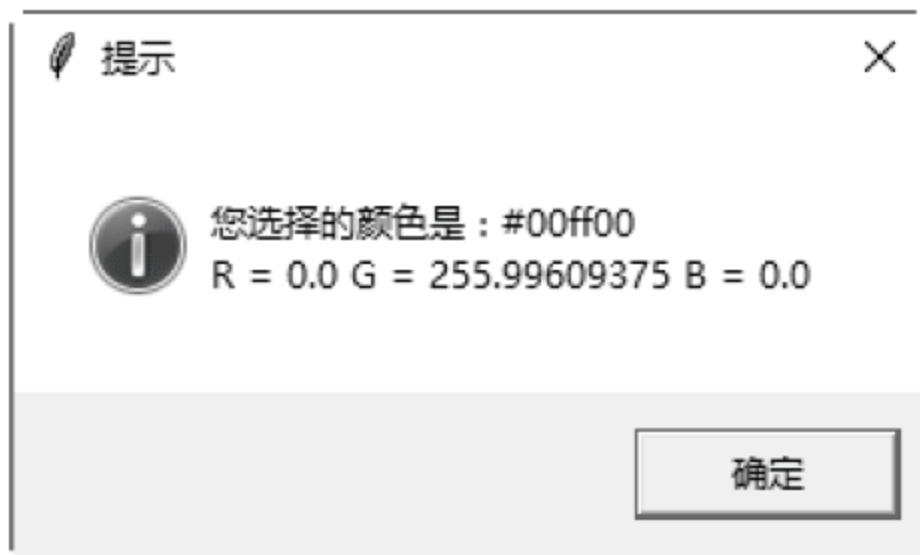 提示
您选择的颜色是：#00ff00
R = 0.0 G = 255.99609375 B = 0.0
确定